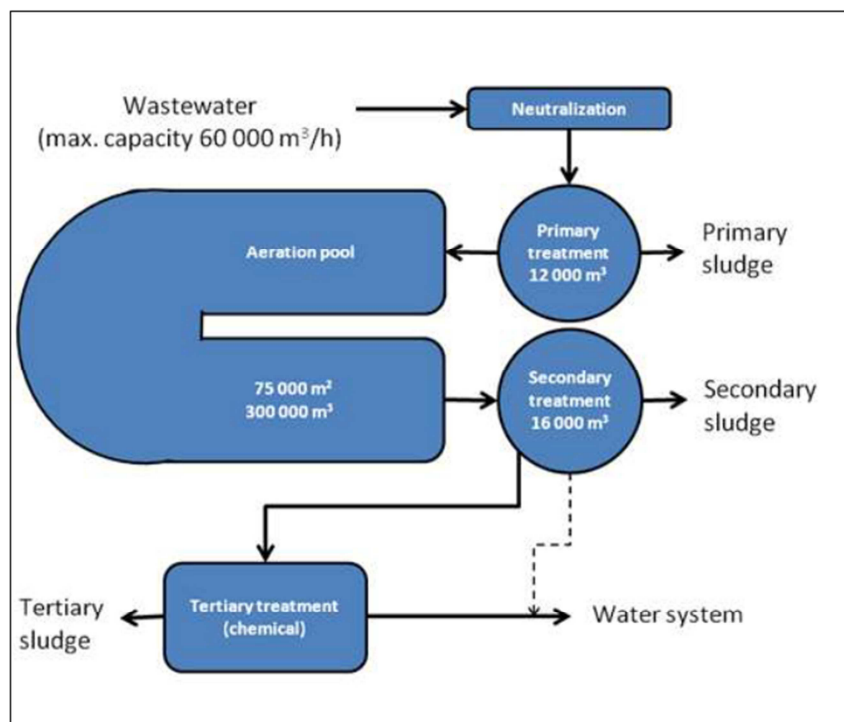 Wastewater
(max. capacity 60 000 m³/h)
Neutralization
Primary
treatment
12 000 m³
Primary
sludge
Aeration pool
75 000 m²
300 000 m³
Secondary
treatment
16 000 m³
Secondary
sludge
Tertiary treatment
(chemical)
Tertiary
sludge
Water system